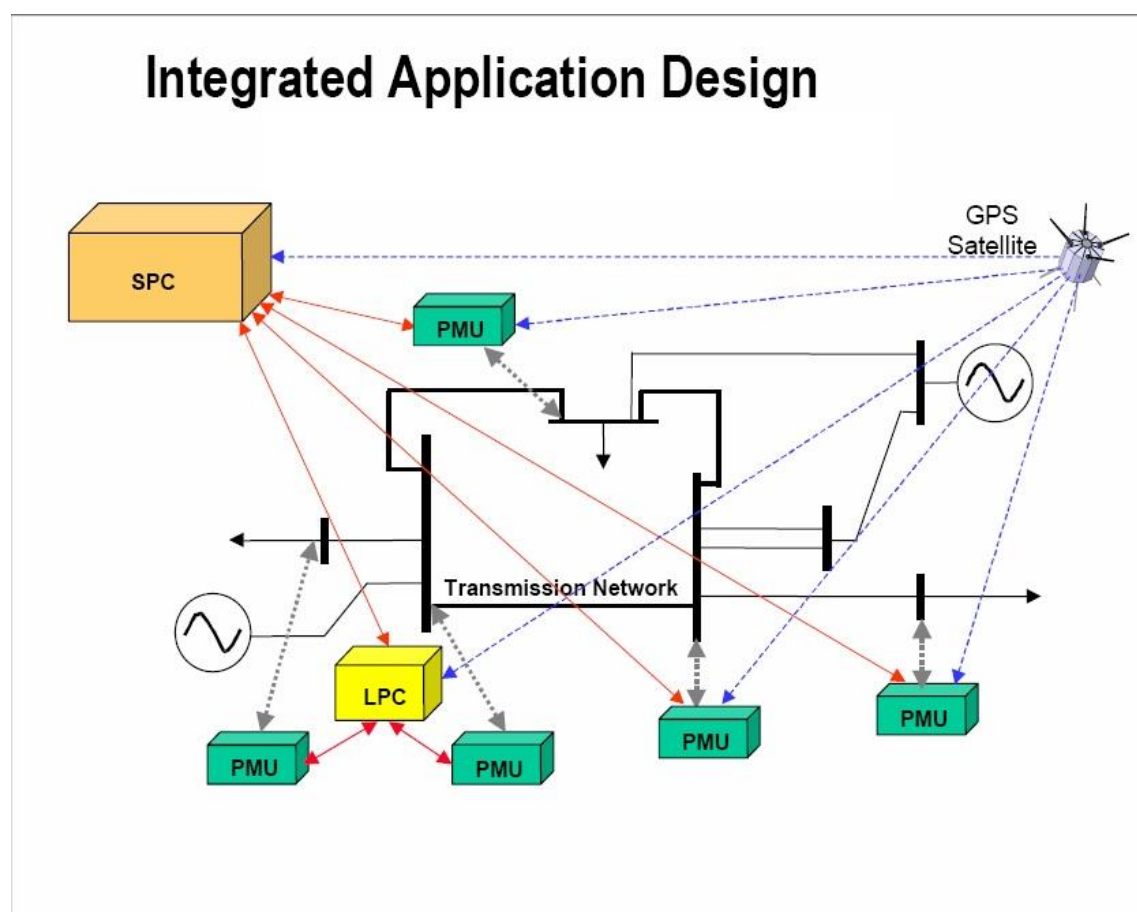 Integrated Application Design
GPS
Satellite
SPC
PMU
Transmission Network
LPC
PMU
PMU
PMU
PMU